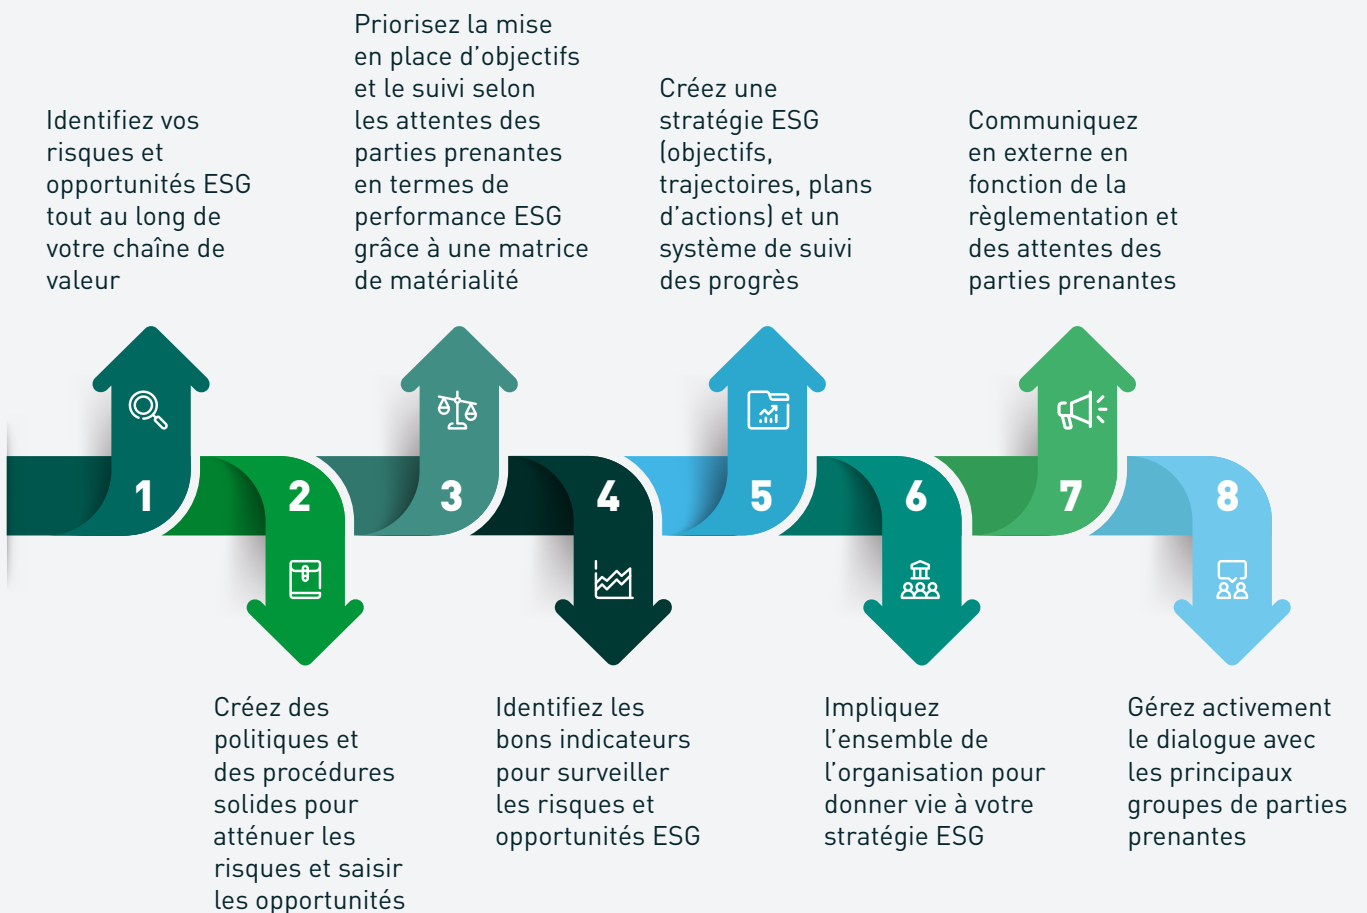 Identifiez vos
risques et
opportunités ESG
tout au long de
votre chaîne de
valeur
1
Créez des
politiques et
des procédures
solides pour
atténuer les
risques et saisir
les opportunités
2
Priorisez la mise
en place d’objectifs
et le suivi selon
les attentes des
parties prenantes
en termes de
performance ESG
grâce à une matrice
de matérialité
3
Identifiez les
bons indicateurs
pour surveiller
les risques et
opportunités ESG
4
Créez une
stratégie ESG
(objectifs,
trajectoires, plans
d’actions) et un
système de suivi
des progrès
5
Impliquez
l’ensemble de
l’organisation pour
donner vie à votre
stratégie ESG
6
Communiquez
en externe en
fonction de la
règlementation et
des attentes des
parties prenantes
7
Gérez activement
le dialogue avec
les principaux
groupes de parties
prenantes
8